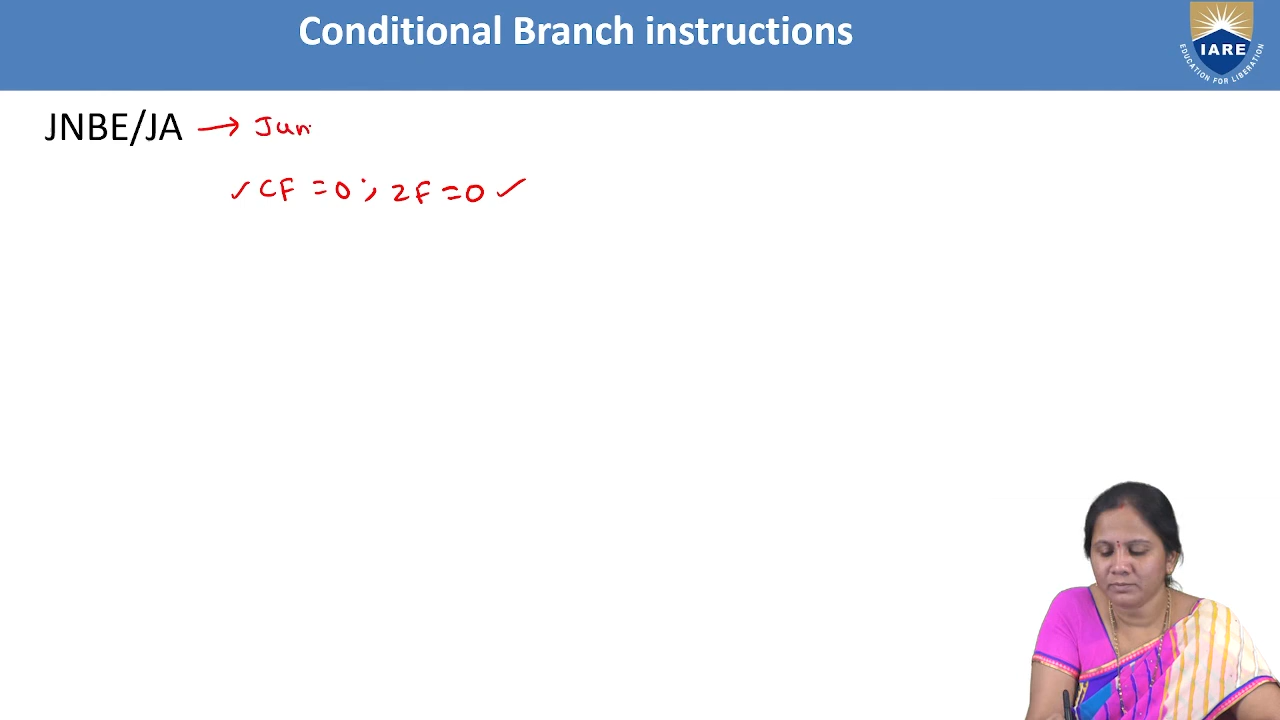 Conditional Branch instructions
IARE
EDUCATION FOR LIBERATION
JNBE/JA → Jum
✓ CF = 0 ; ZF = 0 ✓